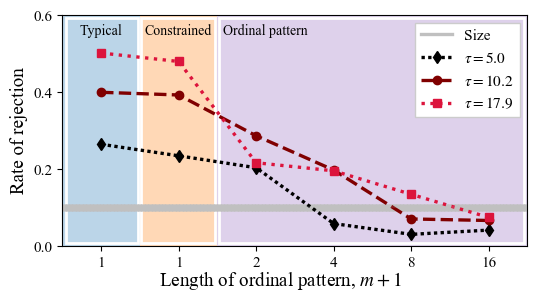 Typical Constrained Ordinal pattern
Size
τ = 5.0
τ = 10.2
τ = 17.9
Rate of rejection
0.6
0.4
0.2
0.0
1 1 2 4 8 16
Length of ordinal pattern, m + 1